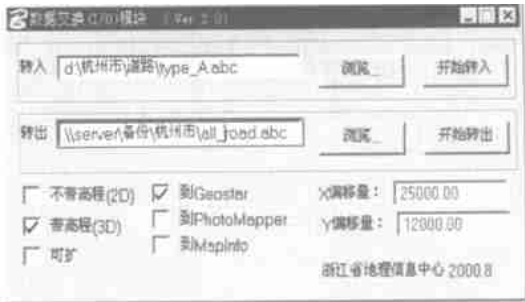 数据交换(I/O)模块 (Ver 2.0)
转入 d:\杭州市\道路\type_A.abc 浏览... 开始转入
转出 \\server\备份\杭州市\all_road.abc 浏览... 开始转出
不带高程(2D) 到Geostar X偏移量： 25000.00
带高程(3D) 到PhotoMapper Y偏移量： 12000.00
可扩 到MapInfo
浙江省地理信息中心 2000.8